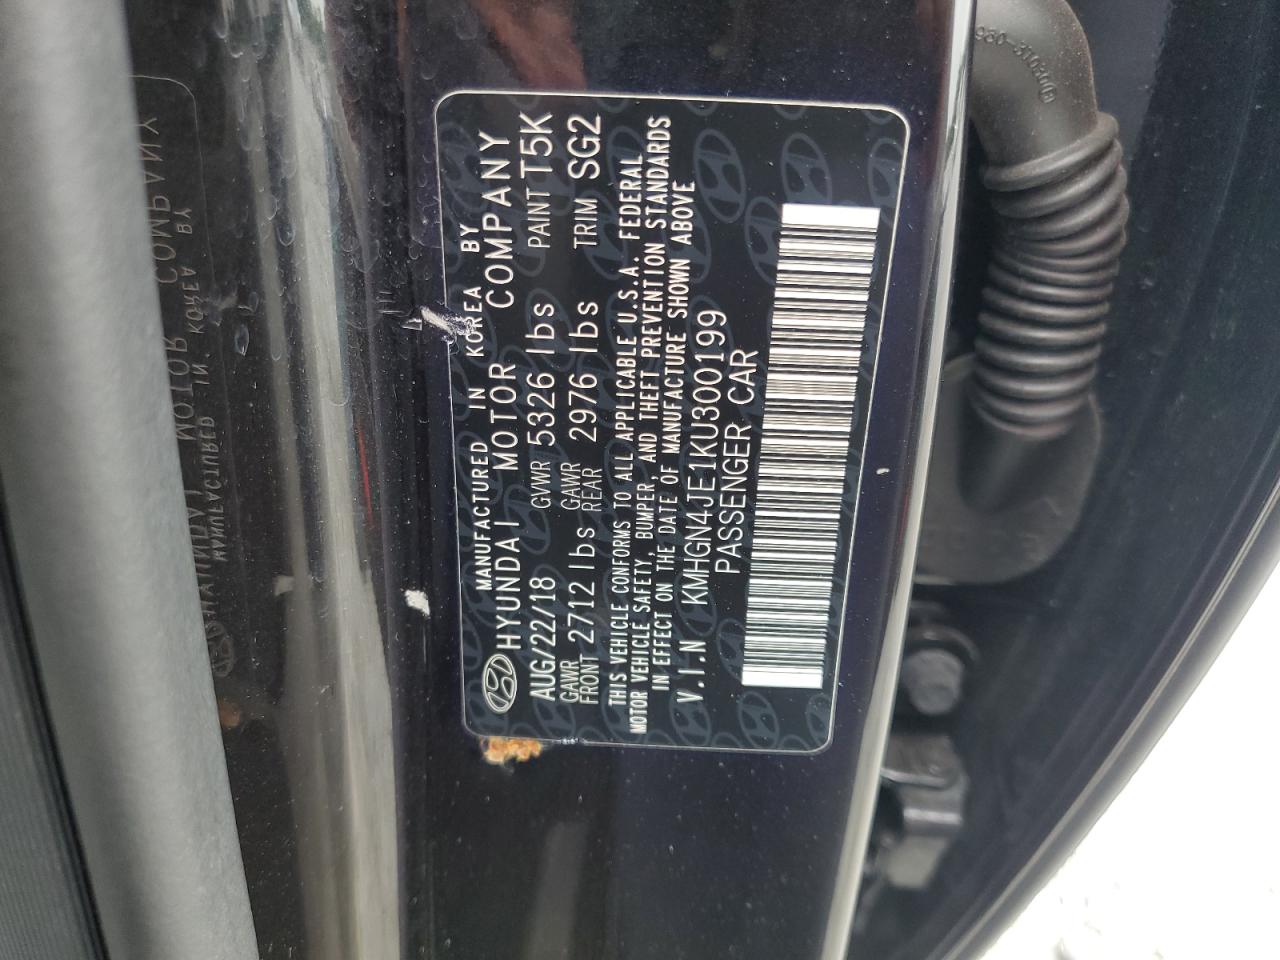 MANUFACTURED IN KOREA BY
HYUNDAI MOTOR COMPANY
AUG/22/18 GVWR 5326 lbs PAINT T5K
GAWR FRONT 2712 lbs GAWR REAR 2976 lbs TRIM SG2
THIS VEHICLE CONFORMS TO ALL APPLICABLE U.S.A. FEDERAL
MOTOR VEHICLE SAFETY, BUMPER, AND THEFT PREVENTION STANDARDS
IN EFFECT ON THE DATE OF MANUFACTURE SHOWN ABOVE
V.I.N KMHGN4JE1KU300199
PASSENGER CAR